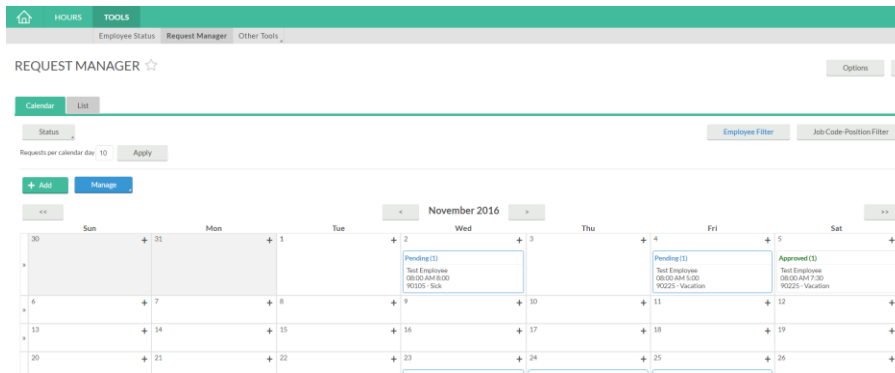 HOURS TOOLS
Employee Status Request Manager Other Tools
REQUEST MANAGER
Options
Calendar List
Status Employee Filter Job Code-Position Filter
Requests per calendar day 10 Apply
+ Add Manage
<< < November 2016 > >>
Sun Mon Tue Wed Thu Fri Sat
30 + 31 + 1 + 2 + 3 + 4 + 5 +
Pending (1) Pending (1) Approved (1)
Test Employee Test Employee Test Employee
08:00 AM 8:00 08:00 AM 5:00 08:00 AM 7:30
90105 - Sick 90225 - Vacation 90225 - Vacation
» 6 + 7 + 8 + 9 + 10 + 11 + 12 +
» 13 + 14 + 15 + 16 + 17 + 18 + 19 +
20 + 21 + 22 + 23 + 24 + 25 + 26 +